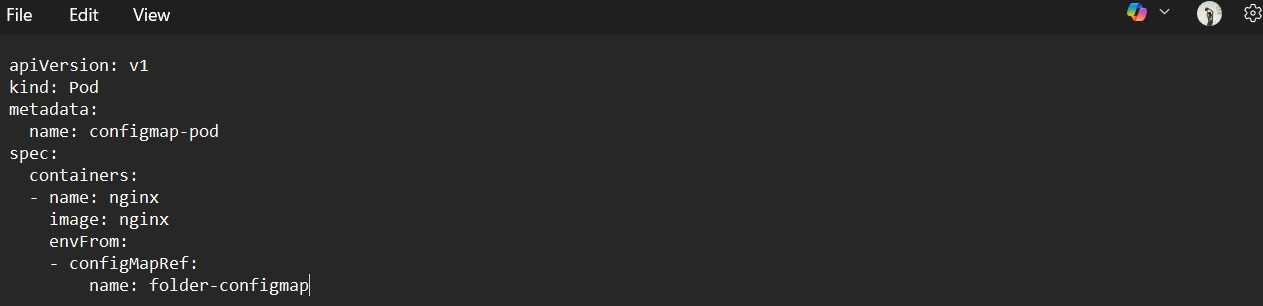 File Edit View
apiVersion: v1
kind: Pod
metadata:
  name: configmap-pod
spec:
  containers:
  - name: nginx
    image: nginx
    envFrom:
    - configMapRef:
        name: folder-configmap